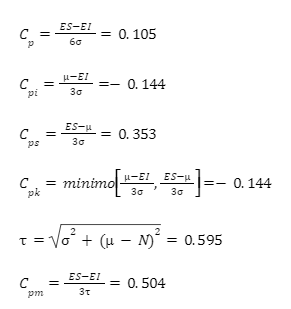 C_p = ES−EI / 6σ = 0.105
C_pi = μ−EI / 3σ =− 0.144
C_ps = ES−μ / 3σ = 0.353
C_pk = minimo[μ−EI / 3σ, ES−μ / 3σ]=− 0.144
τ = √σ² + (μ − N)² = 0.595
C_pm = ES−EI / 3τ = 0.504